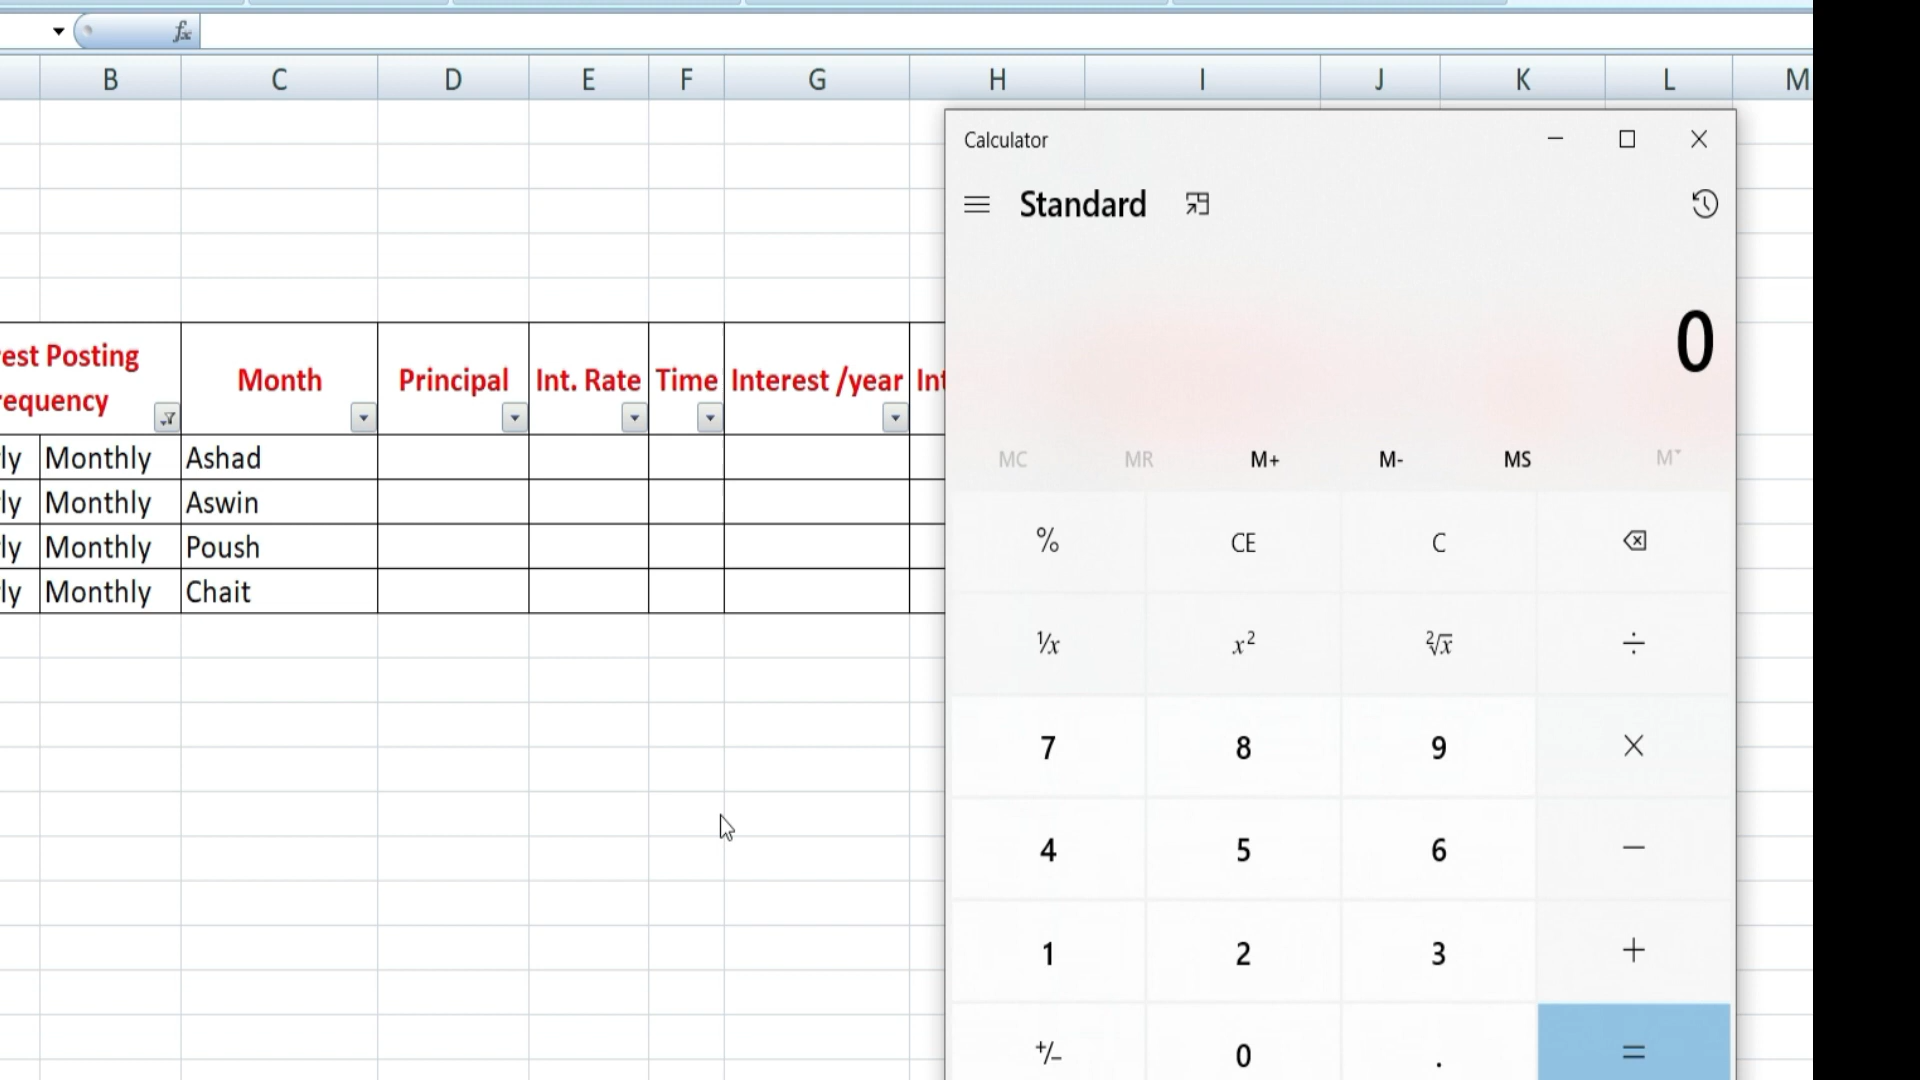 fx
B C D E F G H I J K L M
Calculator
Standard
0
est Posting
requency
Month
Principal
Int. Rate
Time
Interest /year
Int
ly Monthly Ashad
ly Monthly Aswin
ly Monthly Poush
ly Monthly Chait
MC MR M+ M- MS M
% CE C
1/x x² ²√x ÷
7 8 9 ×
4 5 6 −
1 2 3 +
+/− 0 . =